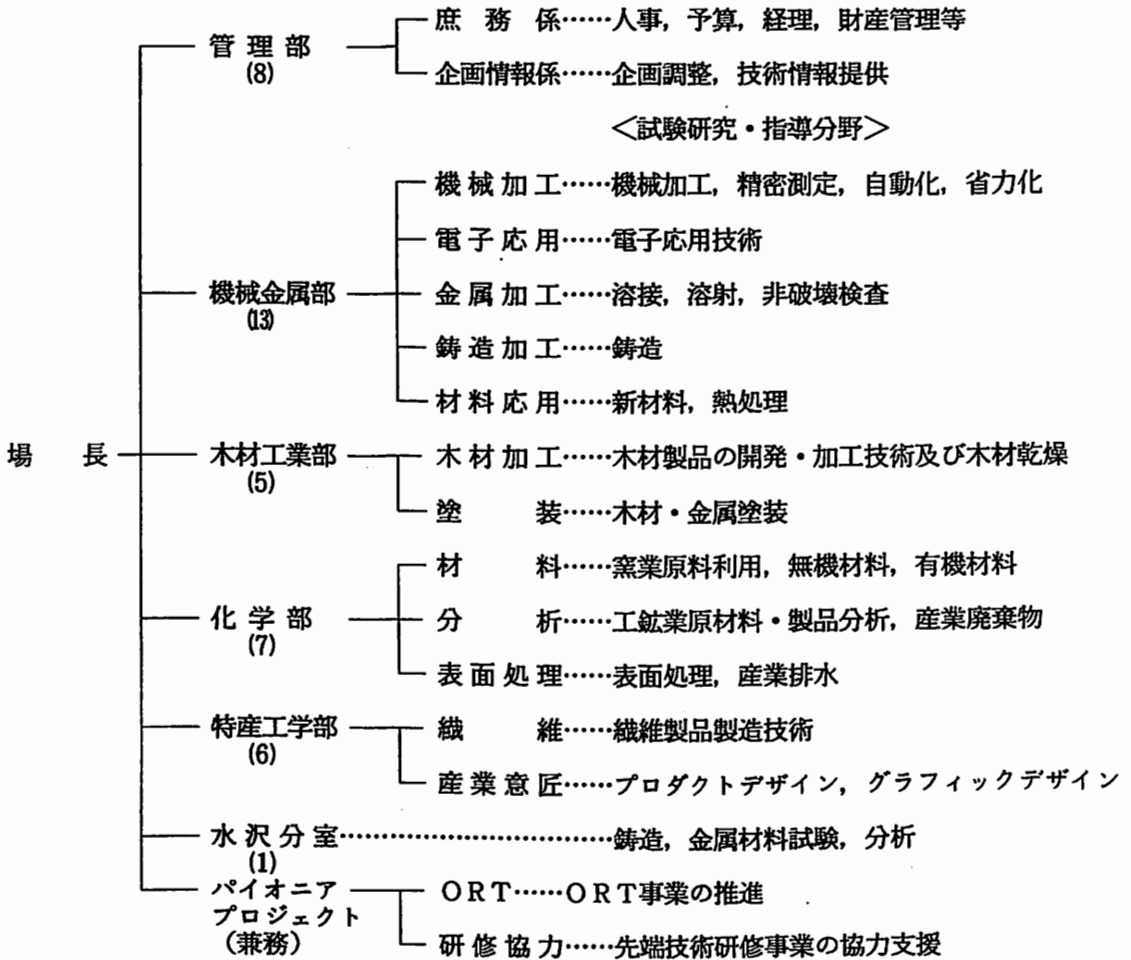 庶務係……人事，予算，経理，財産管理等
管理部
(8)
企画情報係……企画調整，技術情報提供
＜試験研究・指導分野＞
機械加工……機械加工，精密測定，自動化，省力化
電子応用……電子応用技術
機械金属部
(13)
金属加工……溶接，溶射，非破壊検査
鋳造加工……鋳造
材料応用……新材料，熱処理
場長
木材工業部
(5)
木材加工……木材製品の開発・加工技術及び木材乾燥
塗装……木材・金属塗装
材料……窯業原料利用，無機材料，有機材料
化学部
(7)
分析……工鉱業原材料・製品分析，産業廃棄物
表面処理……表面処理，産業排水
特産工学部
(6)
繊維……繊維製品製造技術
産業意匠……プロダクトデザイン，グラフィックデザイン
水沢分室……………………鋳造，金属材料試験，分析
(1)
パイオニア
プロジェクト
（兼務）
ＯＲＴ……ＯＲＴ事業の推進
研修協力……先端技術研修事業の協力支援